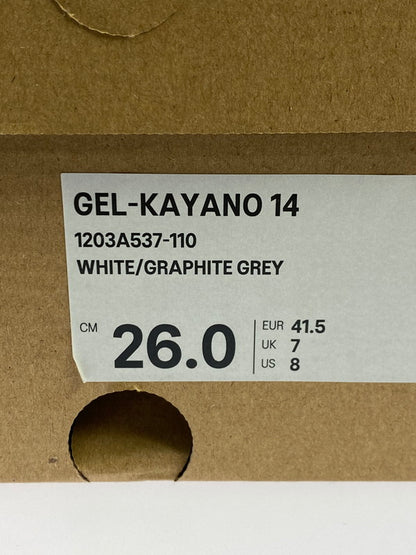 GEL-KAYANO 14
1203A537-110
WHITE/GRAPHITE GREY
CM 26.0
EUR 41.5
UK 7
US 8